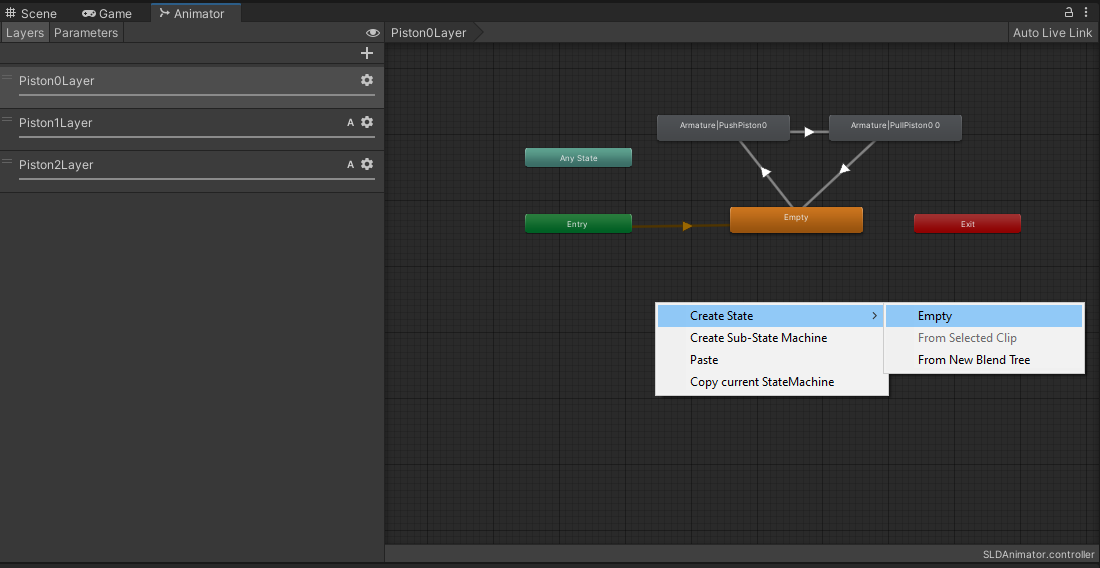 Scene Game Animator
Layers Parameters
Piston0Layer
Auto Live Link
Piston0Layer
Piston1Layer A
Piston2Layer A
Armature|PushPiston0
Armature|PullPiston0 0
Any State
Entry
Empty
Exit
Create State
Create Sub-State Machine
Paste
Copy current StateMachine
Empty
From Selected Clip
From New Blend Tree
SLDAnimator.controller